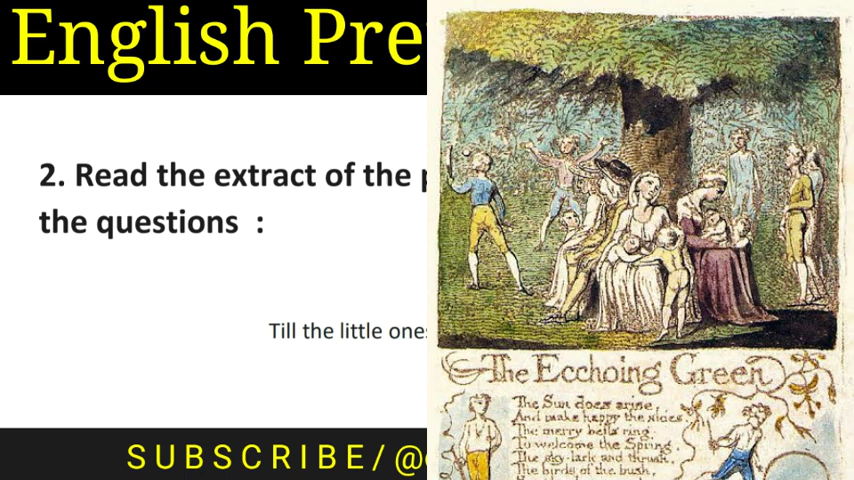 English Pre
2. Read the extract of the p
the questions :
Till the little ones
SUBSCRIBE/@
The Ecchoing Green
The Sun does arise,
And make happy the skies.
The merry bells ring,
To welcome the Spring.
The sky-lark and thrush,
The birds of the bush,